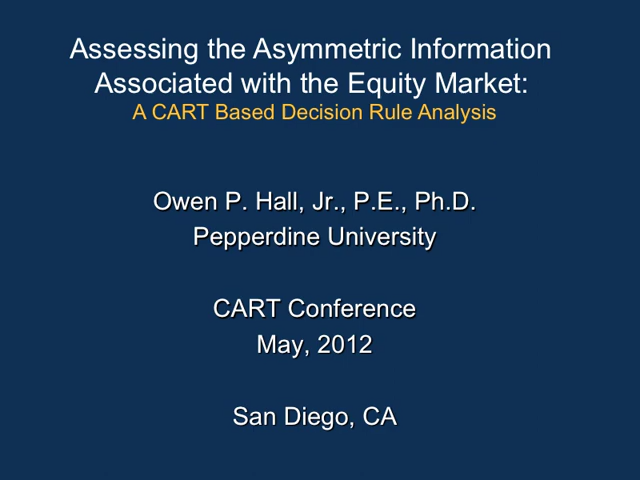 Assessing the Asymmetric Information
Associated with the Equity Market:
A CART Based Decision Rule Analysis
Owen P. Hall, Jr., P.E., Ph.D.
Pepperdine University
CART Conference
May, 2012
San Diego, CA